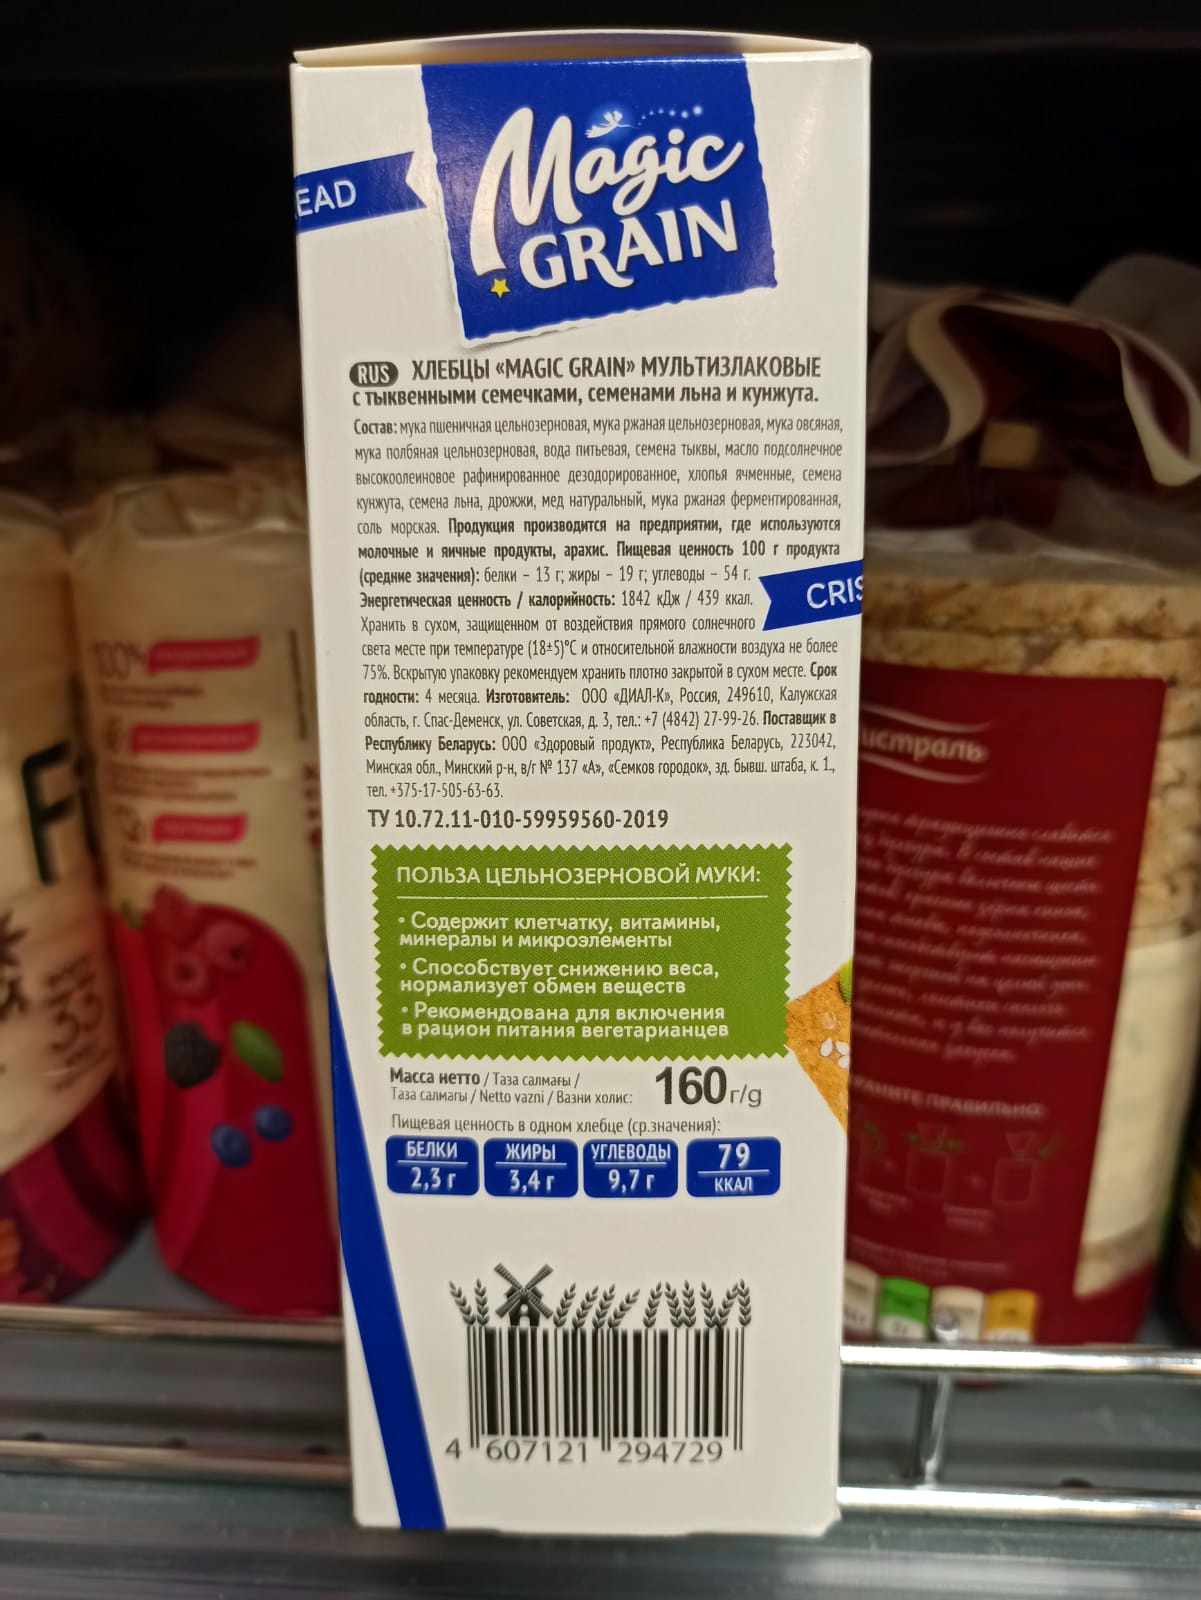 EAD
Magic
GRAIN
RUS ХЛЕБЦЫ «MAGIC GRAIN» МУЛЬТИЗЛАКОВЫЕ
с тыквенными семечками, семенами льна и кунжута.
Состав: мука пшеничная цельнозерновая, мука ржаная цельнозерновая, мука овсяная,
мука полбяная цельнозерновая, вода питьевая, семена тыквы, масло подсолнечное
высокоолеиновое рафинированное дезодорированное, хлопья ячменные, семена
кунжута, семена льна, дрожжи, мед натуральный, мука ржаная ферментированная,
соль морская. Продукция производится на предприятии, где используются
молочные и яичные продукты, арахис. Пищевая ценность 100 г продукта
(средние значения): белки – 13 г; жиры – 19 г; углеводы – 54 г.
Энергетическая ценность / калорийность: 1842 кДж / 439 ккал.
CRIS
Хранить в сухом, защищенном от воздействия прямого солнечного
света месте при температуре (18±5)°C и относительной влажности воздуха не более
75%. Вскрытую упаковку рекомендуем хранить плотно закрытой в сухом месте. Срок
годности: 4 месяца. Изготовитель: ООО «ДИАЛ-К», Россия, 249610, Калужская
область, г. Спас-Деменск, ул. Советская, д. 3, тел.: +7 (4842) 27-99-26. Поставщик в
Республику Беларусь: ООО «Здоровый продукт», Республика Беларусь, 223042,
Минская обл., Минский р-н, в/г № 137 «А», «Семков городок», зд. бывш. штаба, к. 1.,
тел. +375-17-505-63-63.
ТУ 10.72.11-010-59959560-2019
ПОЛЬЗА ЦЕЛЬНОЗЕРНОВОЙ МУКИ:
• Содержит клетчатку, витамины,
минералы и микроэлементы
• Способствует снижению веса,
нормализует обмен веществ
• Рекомендована для включения
в рацион питания вегетарианцев
Масса нетто / Таза салмағы /
Таза салмагы / Netto vazni / Вазни холис: 160 г/g
Пищевая ценность в одном хлебце (ср.значения):
БЕЛКИ ЖИРЫ УГЛЕВОДЫ 79
2,3 г 3,4 г 9,7 г ККАЛ
4 607121 294729
100%
истраль
РАНИТЕ ПРАВИЛЬНО